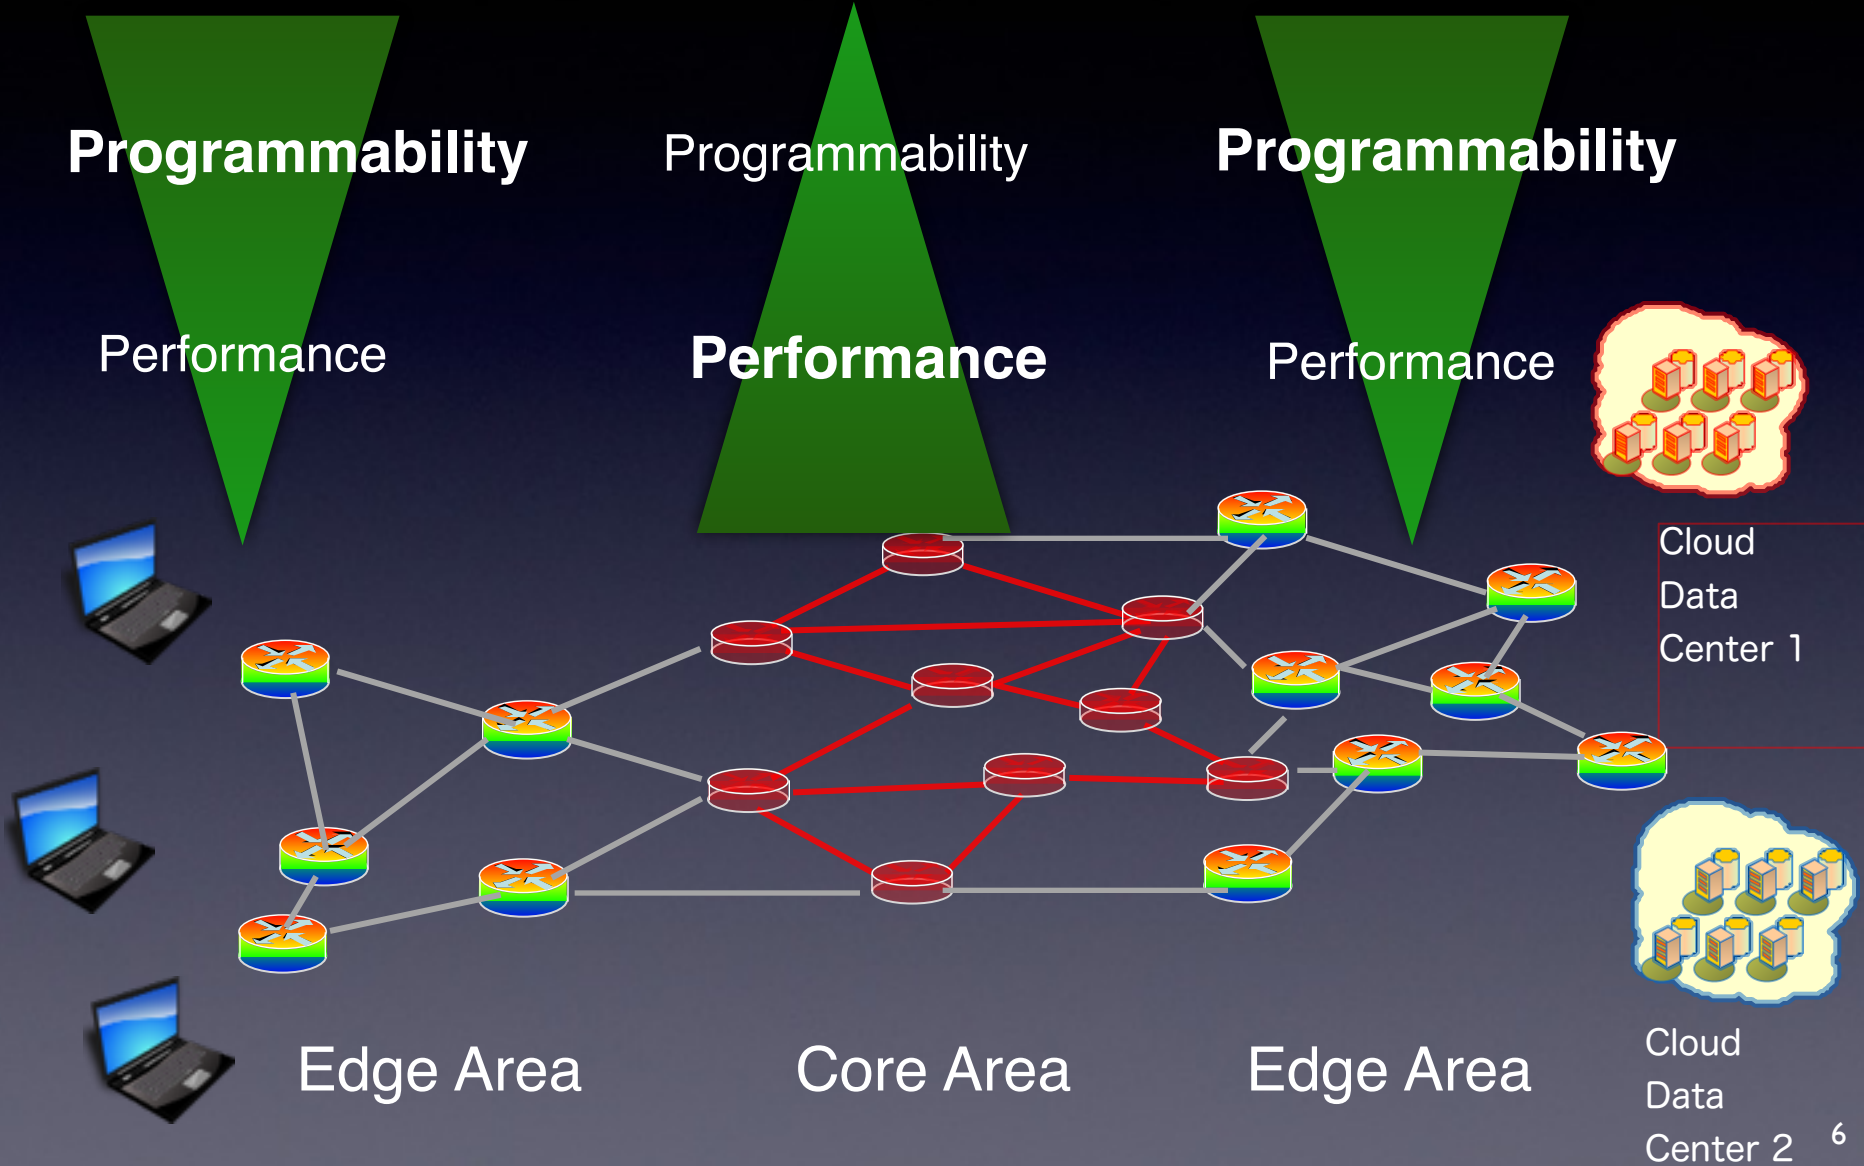 Programmability
Programmability
Programmability
Performance
Performance
Performance
Cloud
Data
Center 1
Edge Area
Core Area
Edge Area
Cloud
Data
Center 2
6